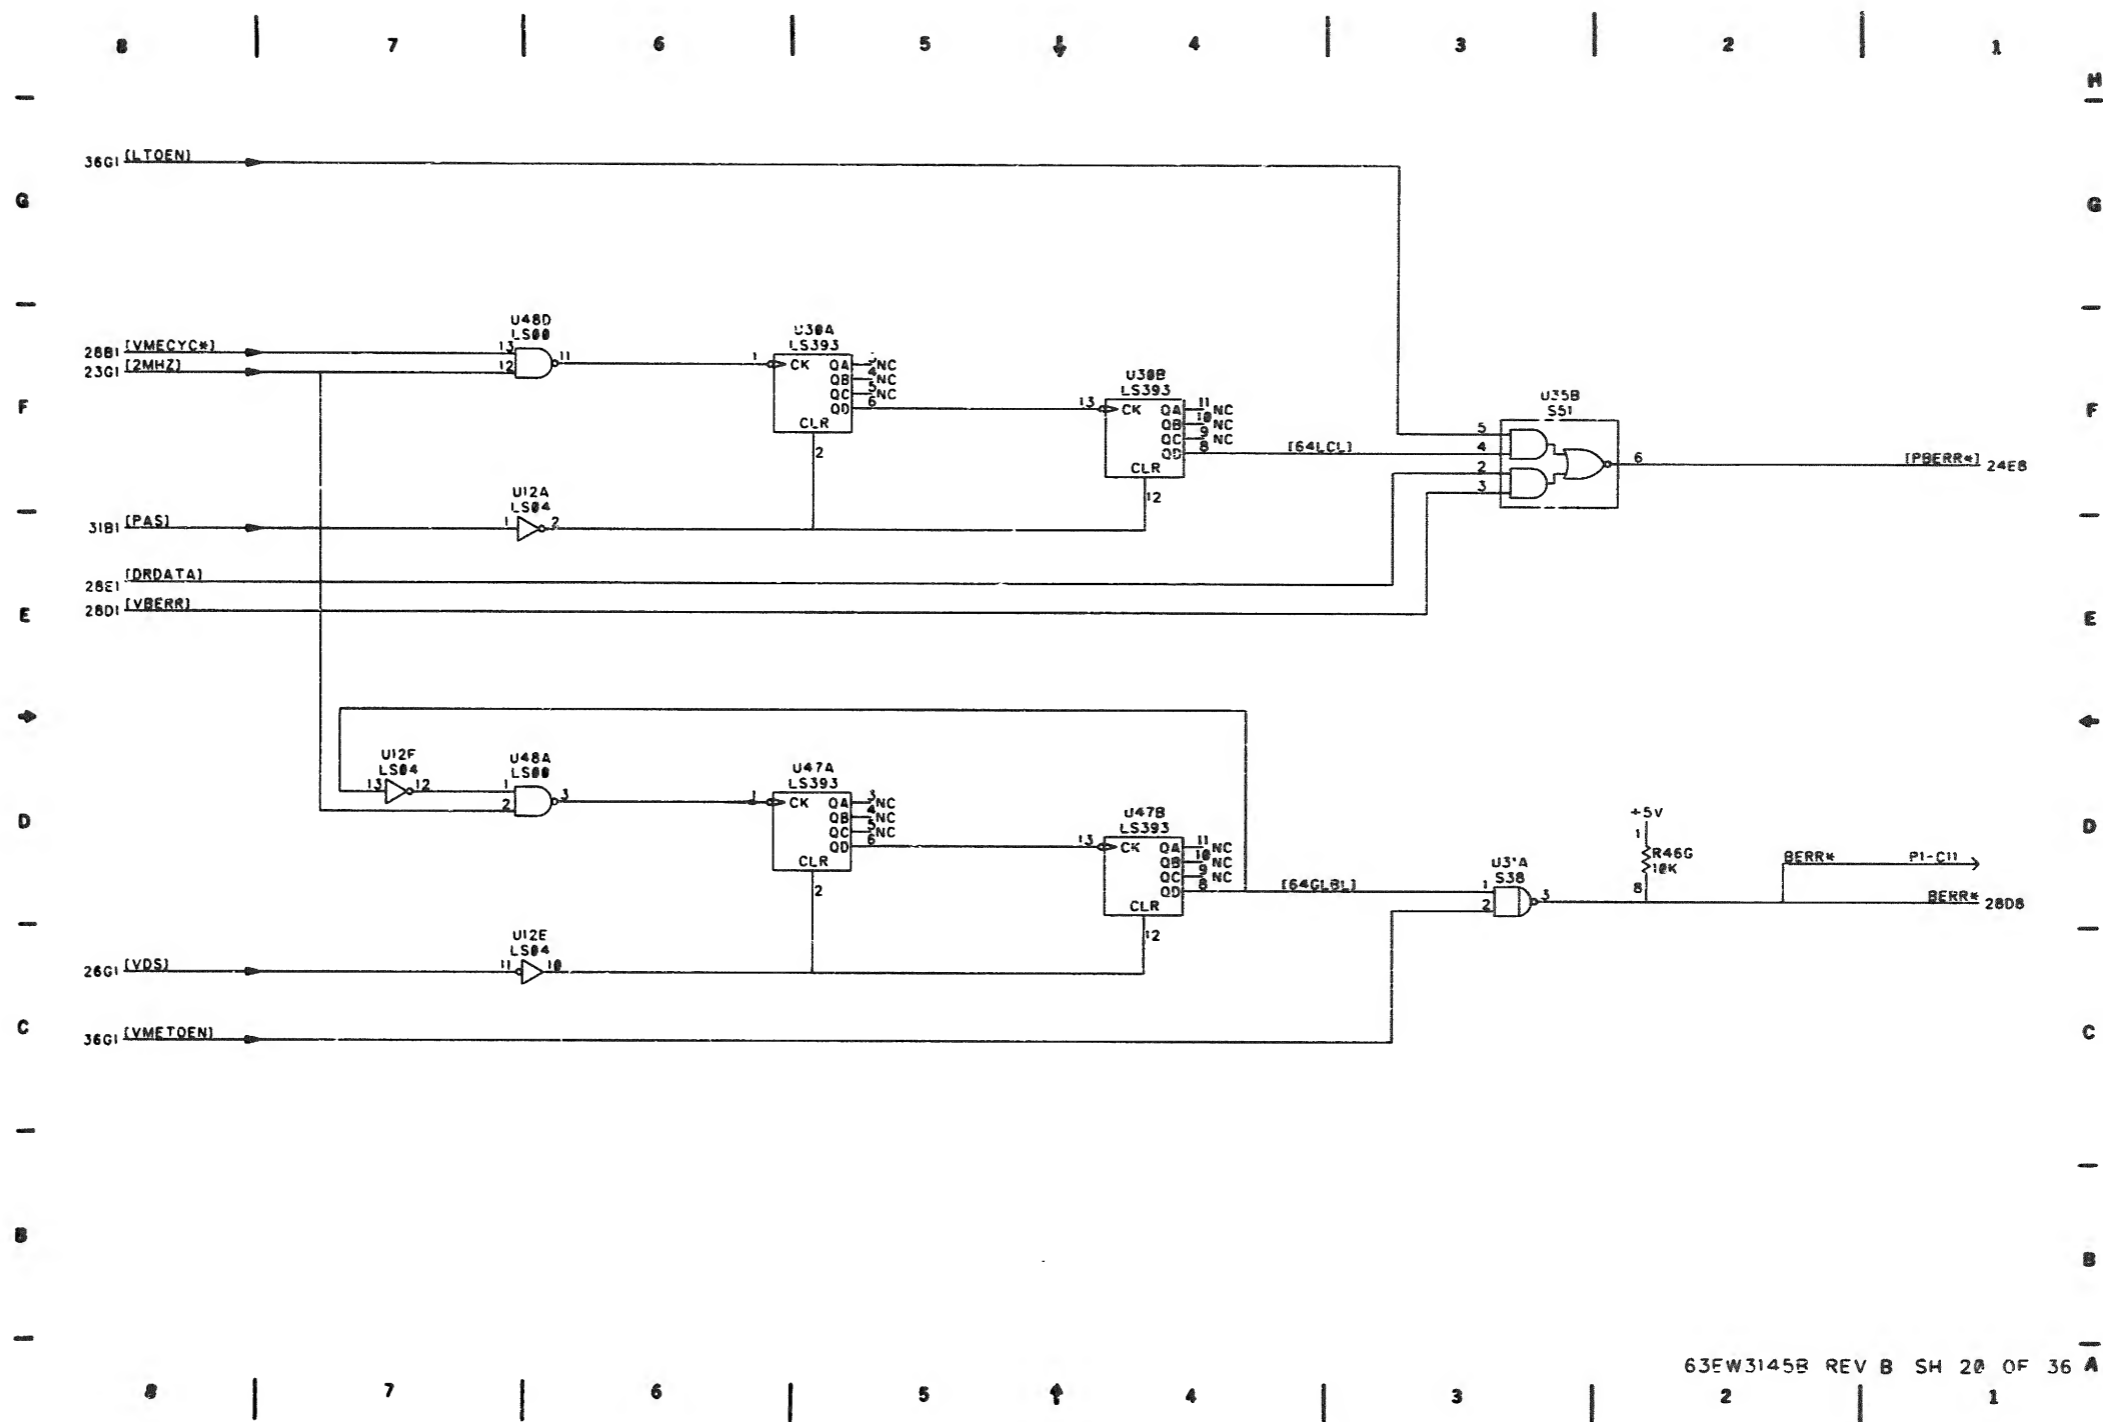 8 7 6 5 4 3 2 1
H
36G1 [LTOEN]
G G
U48D
LS00
U30A
LS393
28B1 [VMECYC*] 13 11 1 CK QA 3 NC
23G1 [2MHZ] 12 QB 4 NC
QC 5 NC
QD 6
CLR
2
U30B
LS393
F F
13 CK QA 11 NC
QB 10 NC
QC 9 NC
QD 8 [64LCL]
CLR
12
U35B
S51
5
4
2
3
6 [PBERR*] 24E8
U12A
LS04
31B1 [PAS] 1 2
28E1 [DRDATA]
28D1 [VBERR]
E E
U12F
LS04
13 12
U48A
LS00
1
2 3
U47A
LS393
1 CK QA 3 NC
QB 4 NC
QC 5 NC
QD 6
CLR
2
D D
U47B
LS393
13 CK QA 11 NC
QB 10 NC
QC 9 NC
QD 8 [64GLBL]
CLR
12
+5V
1
R46G
10K
8
U31A
S38
1
2 3
BERR* P1-C11
BERR* 28D8
U12E
LS04
26G1 [VDS] 11 10
36G1 [VMETOEN]
C C
B B
63EW3145B REV B SH 20 OF 36 A
8 7 6 5 4 3 2 1